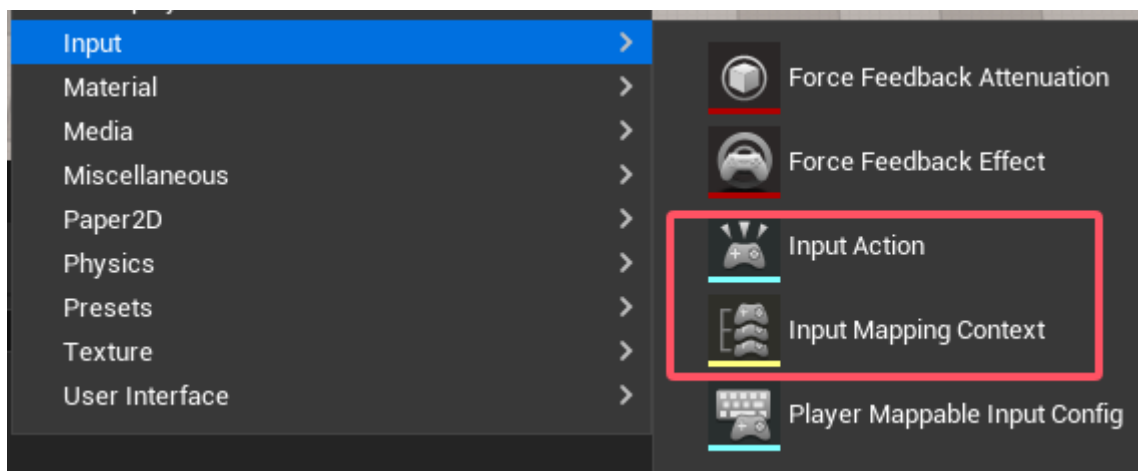 Input
Material
Media
Miscellaneous
Paper2D
Physics
Presets
Texture
User Interface
Force Feedback Attenuation
Force Feedback Effect
Input Action
Input Mapping Context
Player Mappable Input Config